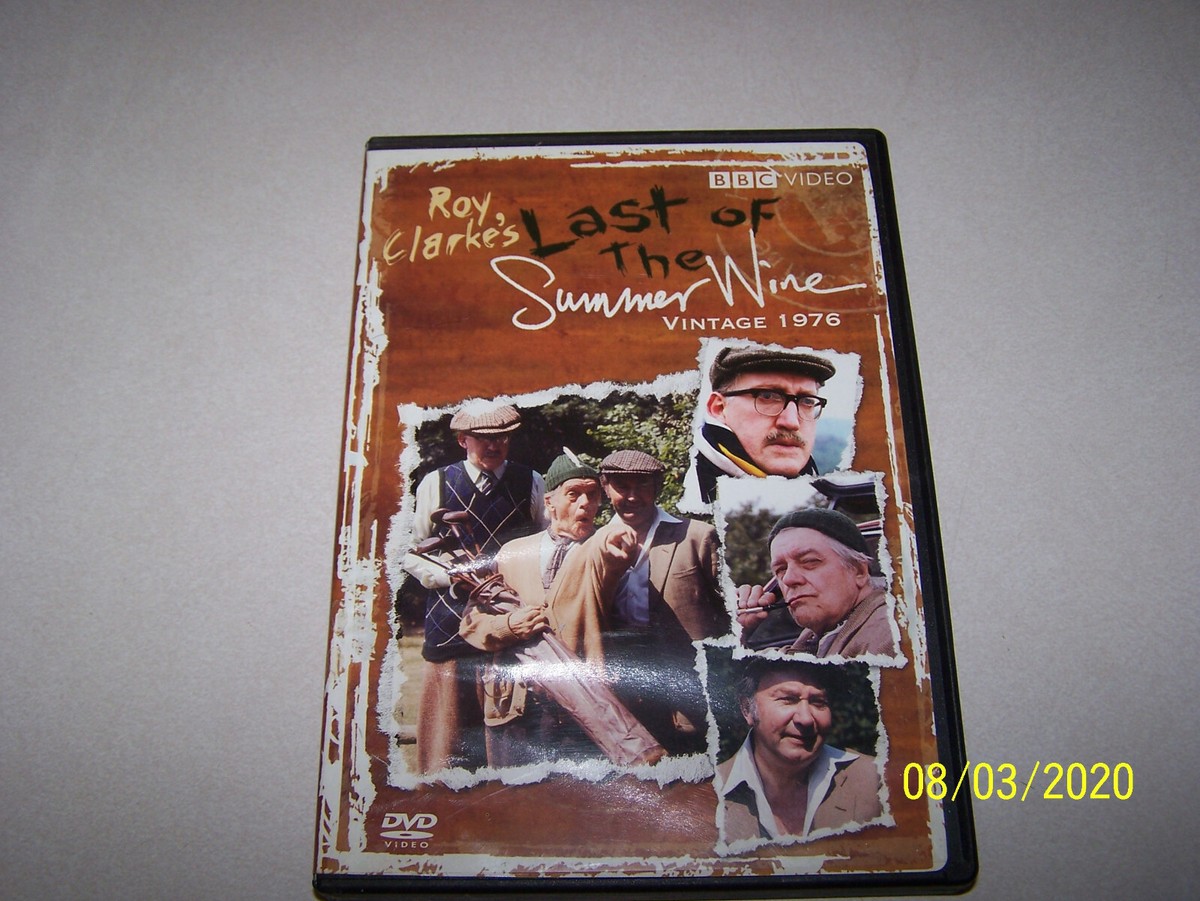 BBC VIDEO
Roy
Clarke's
Last of
the
Summer Wine
VINTAGE 1976
DVD
VIDEO
08/03/2020